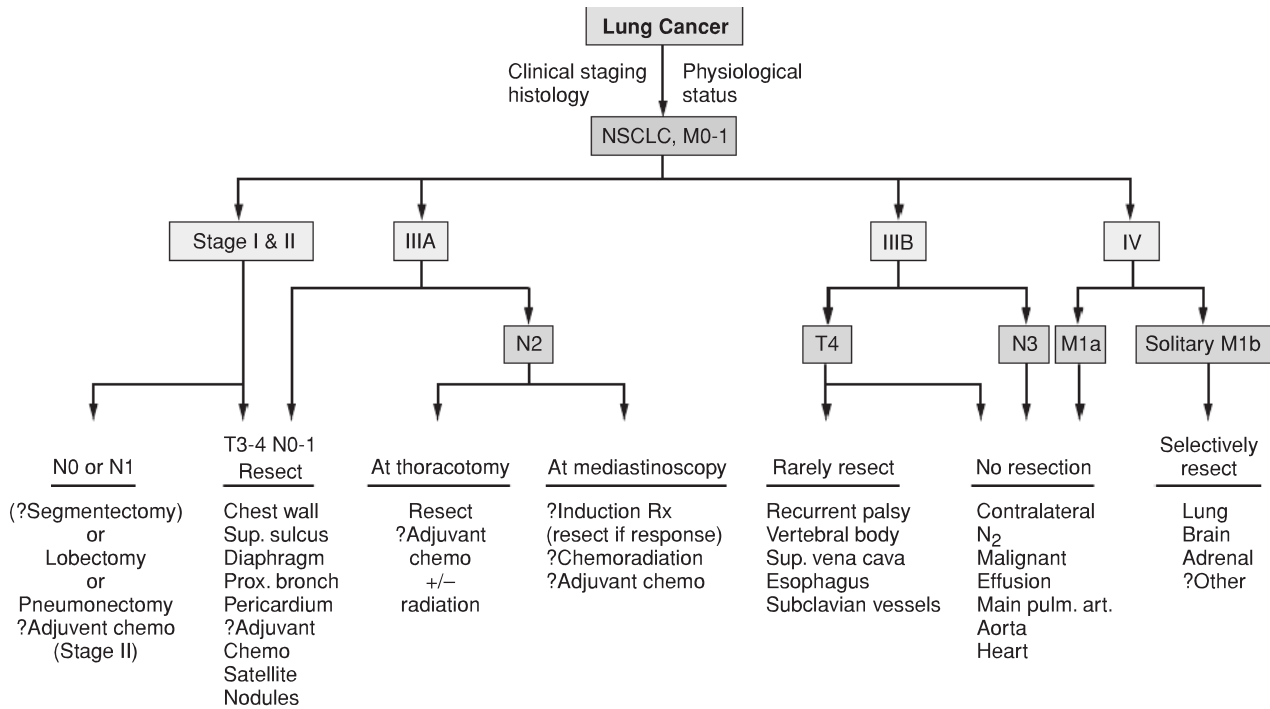 Lung Cancer
Clinical staging
histology
Physiological
status
NSCLC, M0-1
Stage I & II
IIIA
IIIB
IV
N2
T4
N3
M1a
Solitary M1b
N0 or N1
(?Segmentectomy)
or
Lobectomy
or
Pneumonectomy
?Adjuvent chemo
(Stage II)
T3-4 N0-1
Resect
Chest wall
Sup. sulcus
Diaphragm
Prox. bronch
Pericardium
?Adjuvant
Chemo
Satellite
Nodules
At thoracotomy
Resect
?Adjuvant
chemo
+/–
radiation
At mediastinoscopy
?Induction Rx
(resect if response)
?Chemoradiation
?Adjuvant chemo
Rarely resect
Recurrent palsy
Vertebral body
Sup. vena cava
Esophagus
Subclavian vessels
No resection
Contralateral
N2
Malignant
Effusion
Main pulm. art.
Aorta
Heart
Selectively
resect
Lung
Brain
Adrenal
?Other